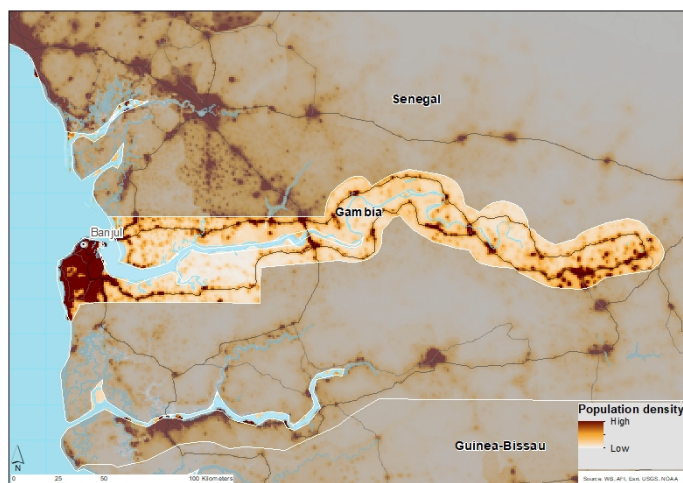 Senegal
Gambia
Banjul
Population density
High
Low
Guinea-Bissau
N
0 25 50 100 Kilometers
Source: WB, AFt, Esri, USGS, NOAA